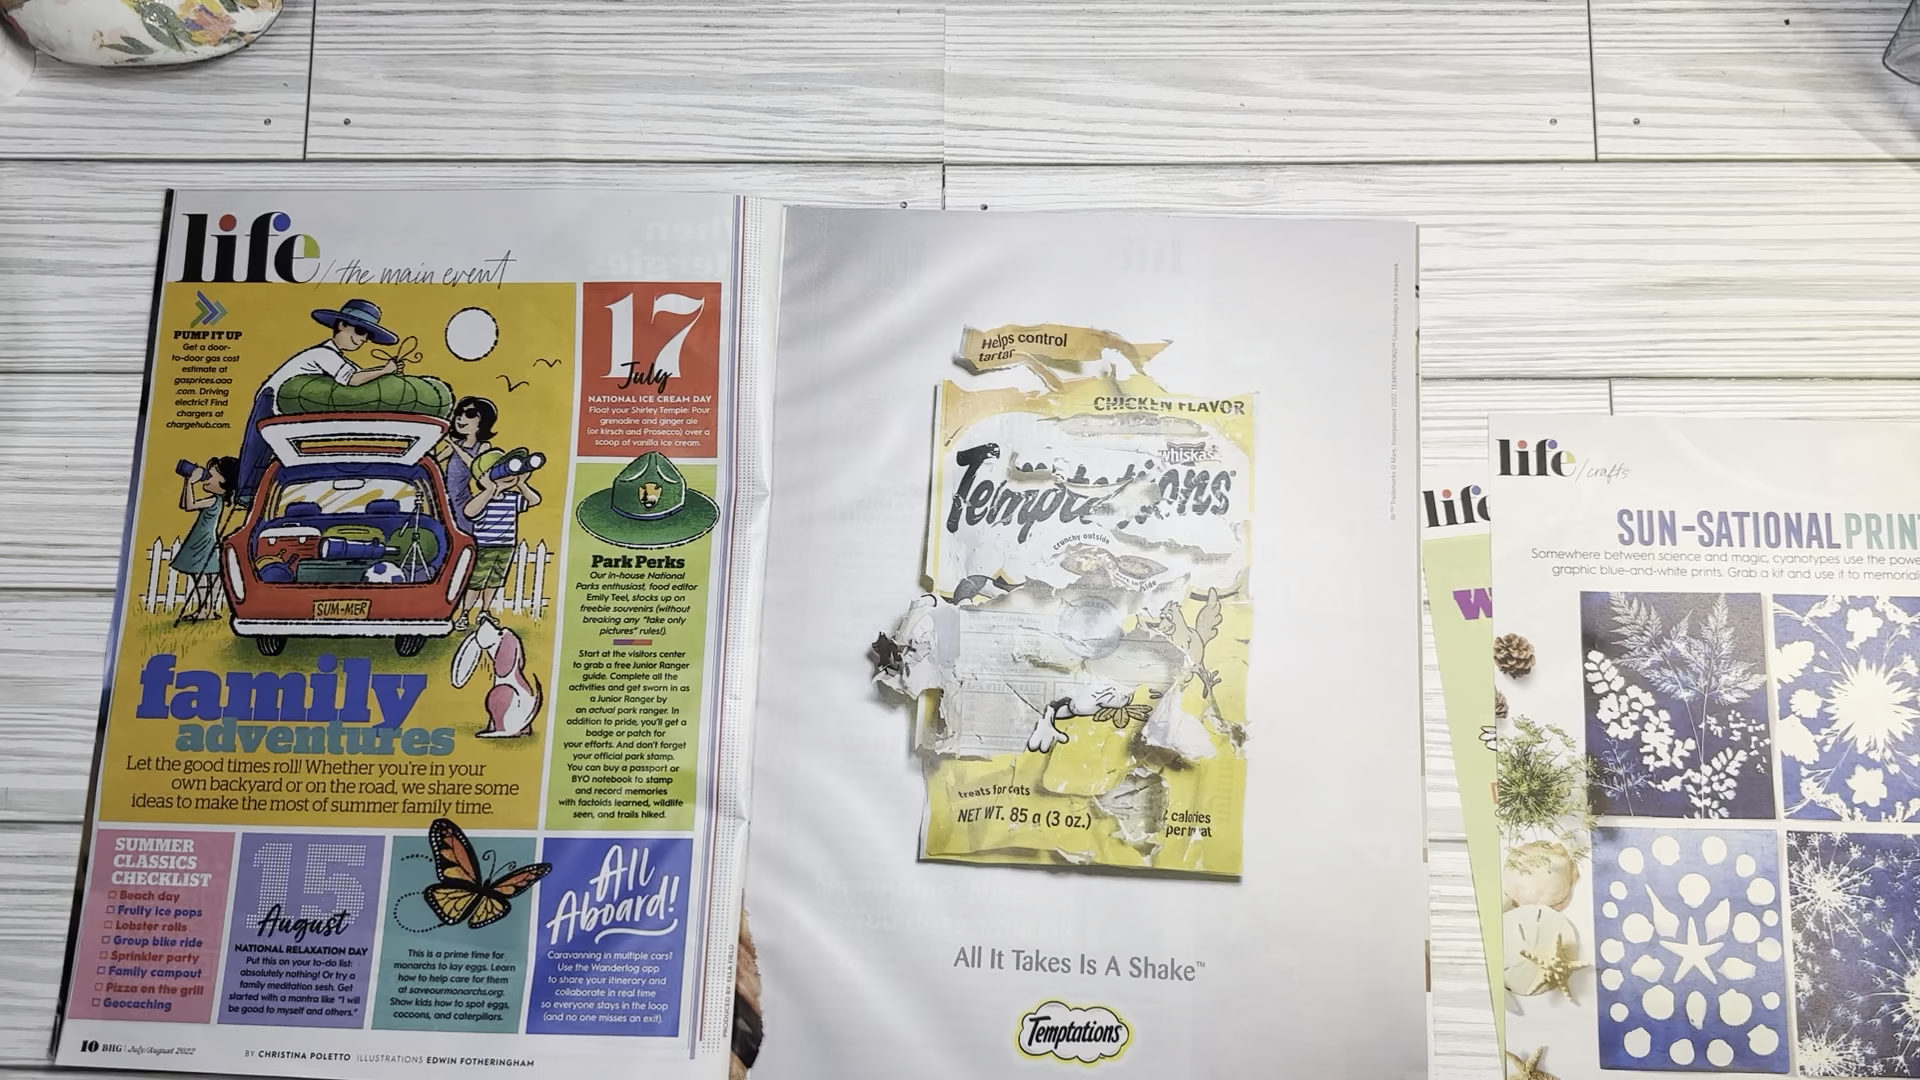 life / the main event
PUMP IT UP
Get a door-
to-door gas cost
estimate at
gasprices.aaa
.com. Driving
electric? Find
chargers at
chargehub.com.
SUM-MER
family
adventures
Let the good times roll! Whether you're in your
own backyard or on the road, we share some
ideas to make the most of summer family time.
17
July
NATIONAL ICE CREAM DAY
Float your Shirley Temple: Pour
grenadine and ginger ale
(or kirsch and Prosecco) over a
scoop of vanilla ice cream.
Park Perks
Our in-house National
Parks enthusiast, food editor
Emily Teel, stocks up on
freebie souvenirs (without
breaking any "take only
pictures" rules!).
Start at the visitors center
to grab a free Junior Ranger
guide. Complete all the
activities and get sworn in as
a Junior Ranger by
an actual park ranger. In
addition to pride, you'll get a
badge or patch for
your efforts. And don't forget
your official park stamp.
You can buy a passport or
BYO notebook to stamp
and record memories
with factoids learned, wildlife
seen, and trails hiked.
SUMMER
CLASSICS
CHECKLIST
Beach day
Fruity ice pops
Lobster rolls
Group bike ride
Sprinkler party
Family campout
Pizza on the grill
Geocaching
15
August
NATIONAL RELAXATION DAY
Put this on your to-do list:
absolutely nothing! Or try a
family meditation sesh. Get
started with a mantra like "I will
be good to myself and others."
This is a prime time for
monarchs to lay eggs. Learn
how to help care for them
at saveourmonarchs.org.
Show kids how to spot eggs,
cocoons, and caterpillars.
All
Aboard!
Caravanning in multiple cars?
Use the Wanderlog app
to share your itinerary and
collaborate in real time
so everyone stays in the loop
(and no one misses an exit).
10 BHG | July/August 2022
BY CHRISTINA POLETTO ILLUSTRATIONS EDWIN FOTHERINGHAM
Helps control
tartar
CHICKEN FLAVOR
whiskas
Temptations
crunchy outside
treats for cats
NET WT. 85 g (3 oz.)
2 calories
per treat
All It Takes Is A Shake™
Temptations
life
W
life / crafts
SUN-SATIONAL PRIN
Somewhere between science and magic, cyanotypes use the powe
graphic blue-and-white prints. Grab a kit and use it to memorial